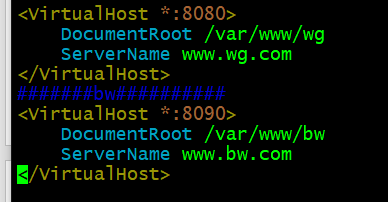 <VirtualHost *:8080>
    DocumentRoot /var/www/wg
    ServerName www.wg.com
</VirtualHost>
#######bw##########
<VirtualHost *:8090>
    DocumentRoot /var/www/bw
    ServerName www.bw.com
</VirtualHost>